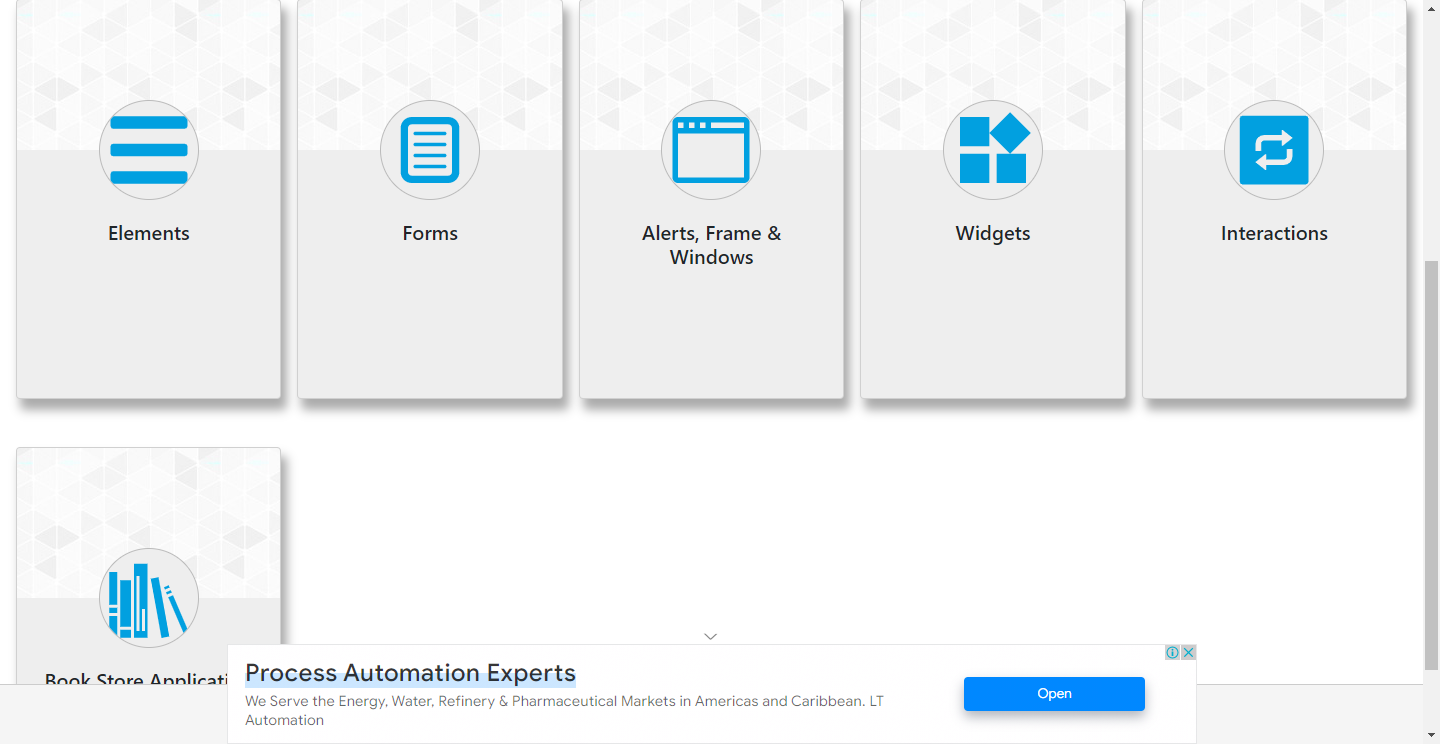 Elements
Forms
Alerts, Frame &
Windows
Widgets
Interactions
Book Store Applicati
Process Automation Experts
We Serve the Energy, Water, Refinery & Pharmaceutical Markets in Americas and Caribbean. LT
Automation
Open